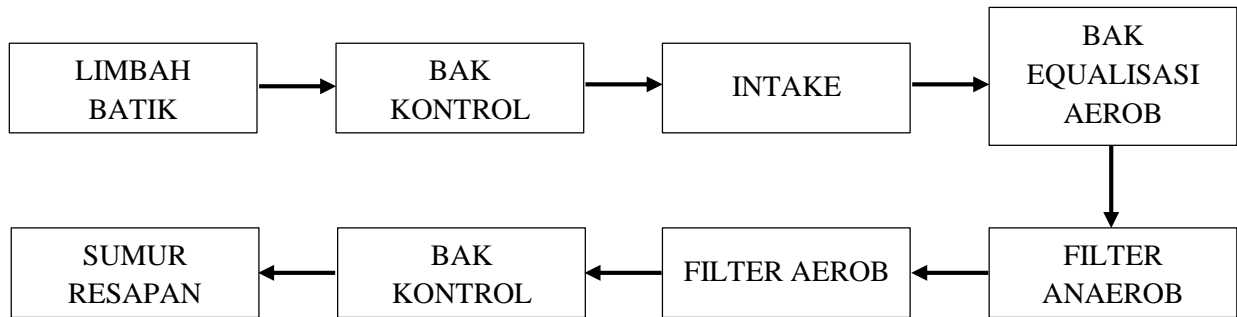 LIMBAH
BATIK
BAK
KONTROL
INTAKE
BAK
EQUALISASI
AEROB
FILTER
ANAEROB
FILTER AEROB
BAK
KONTROL
SUMUR
RESAPAN